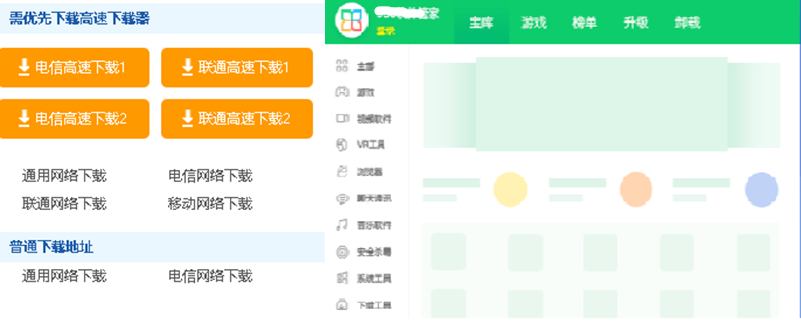 需优先下载高速下载器
电信高速下载1
联通高速下载1
电信高速下载2
联通高速下载2
通用网络下载
电信网络下载
联通网络下载
移动网络下载
普通下载地址
通用网络下载
电信网络下载
宝库
游戏
榜单
升级
卸载
登录
主页
游戏
视频软件
VR工具
浏览器
聊天通讯
音乐软件
安全杀毒
系统工具
下载工具